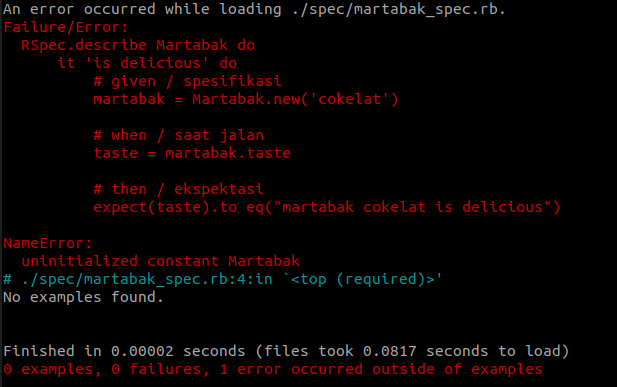 An error occurred while loading ./spec/martabak_spec.rb.
Failure/Error:
  RSpec.describe Martabak do
      it 'is delicious' do
          # given / spesifikasi
          martabak = Martabak.new('cokelat')

          # when / saat jalan
          taste = martabak.taste

          # then / ekspektasi
          expect(taste).to eq("martabak cokelat is delicious")

NameError:
  uninitialized constant Martabak
# ./spec/martabak_spec.rb:4:in `<top (required)>'
No examples found.


Finished in 0.00002 seconds (files took 0.0817 seconds to load)
0 examples, 0 failures, 1 error occurred outside of examples